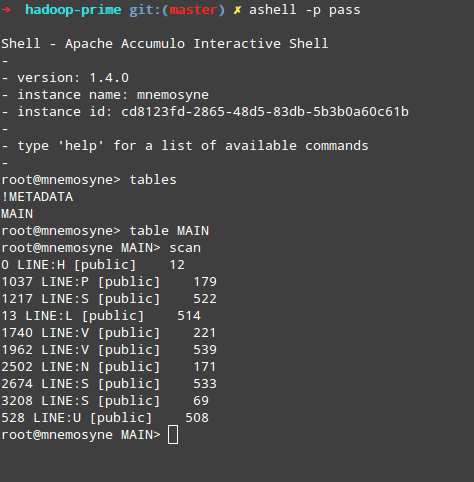 ➜  hadoop-prime git:(master) ✗ ashell -p pass
Shell - Apache Accumulo Interactive Shell
-
- version: 1.4.0
- instance name: mnemosyne
- instance id: cd8123fd-2865-48d5-83db-5b3b0a60c61b
-
- type 'help' for a list of available commands
-
root@mnemosyne> tables
!METADATA
MAIN
root@mnemosyne> table MAIN
root@mnemosyne MAIN> scan
0 LINE:H [public]    12
1037 LINE:P [public]    179
1217 LINE:S [public]    522
13 LINE:L [public]    514
1740 LINE:V [public]    221
1962 LINE:V [public]    539
2502 LINE:N [public]    171
2674 LINE:S [public]    533
3208 LINE:S [public]    69
528 LINE:U [public]    508
root@mnemosyne MAIN>